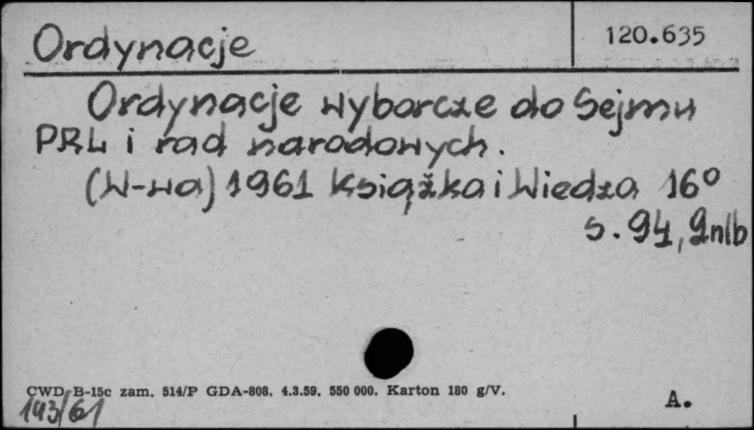 Ordynacje 120.635
Ordynacje wyborcze do Sejmu
PRL i rad narodowych.
(W-wa) 1961 Książka i Wiedza 16°
s. 94, 2nlb
CWD B-15c zam. 514/P GDA-808. 4.3.59. 550 000. Karton 180 g/V.
143/61 A.